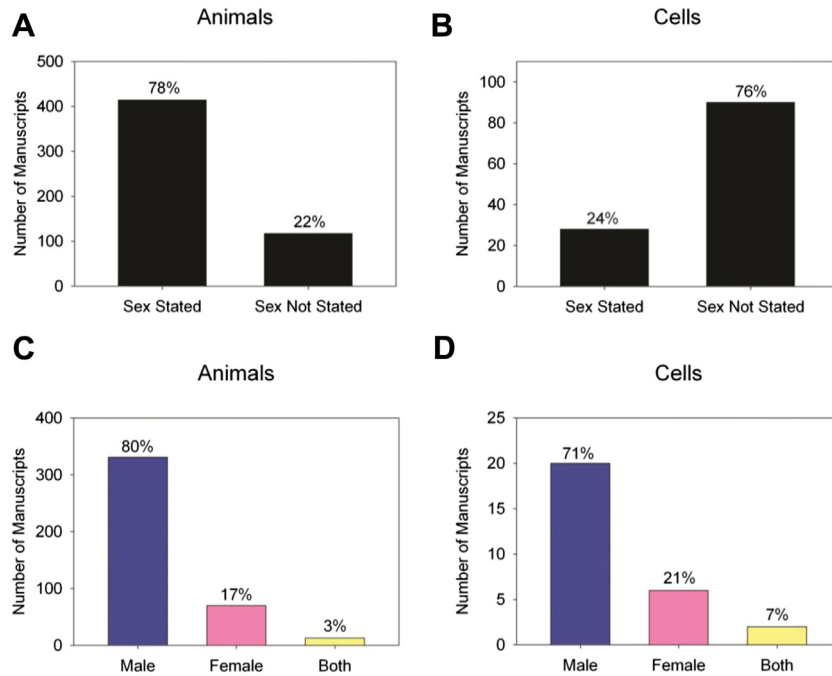 A
Animals
Number of Manuscripts
500
400
300
200
100
0
78%
22%
Sex Stated
Sex Not Stated
B
Cells
Number of Manuscripts
100
80
60
40
20
0
24%
76%
Sex Stated
Sex Not Stated
C
Animals
Number of Manuscripts
400
300
200
100
0
80%
17%
3%
Male
Female
Both
D
Cells
Number of Manuscripts
25
20
15
10
5
0
71%
21%
7%
Male
Female
Both